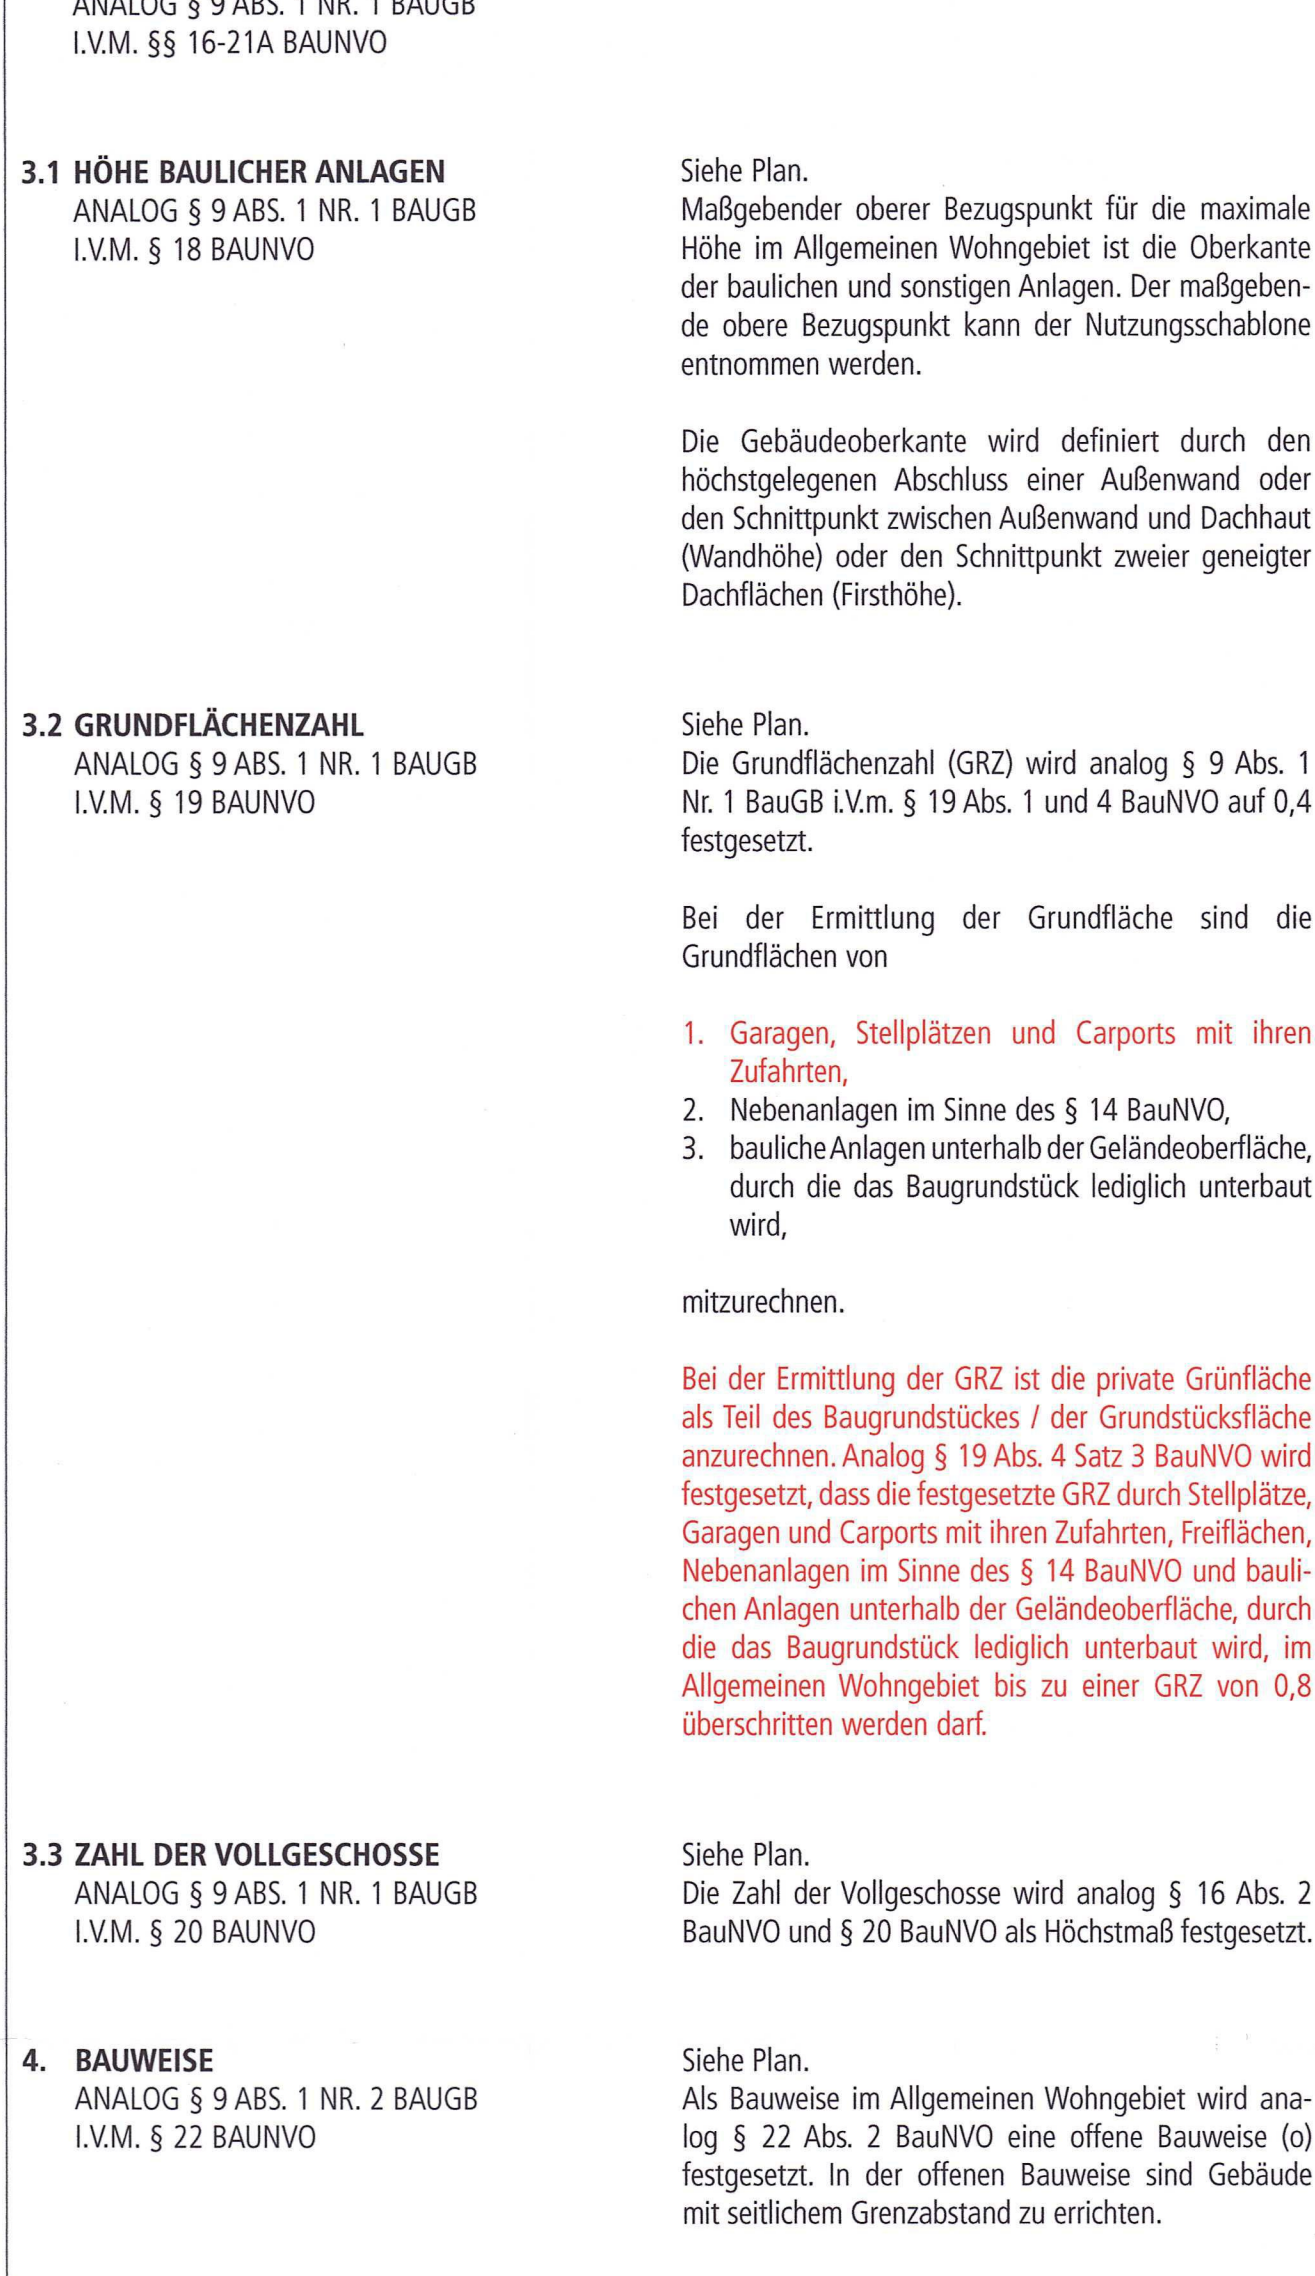 ANALOG § 9 ABS. 1 NR. 1 BAUGB
I.V.M. §§ 16-21A BAUNVO
3.1 HÖHE BAULICHER ANLAGEN
ANALOG § 9 ABS. 1 NR. 1 BAUGB
I.V.M. § 18 BAUNVO
Siehe Plan.
Maßgebender oberer Bezugspunkt für die maximale
Höhe im Allgemeinen Wohngebiet ist die Oberkante
der baulichen und sonstigen Anlagen. Der maßgeben-
de obere Bezugspunkt kann der Nutzungsschablone
entnommen werden.
Die Gebäudeoberkante wird definiert durch den
höchstgelegenen Abschluss einer Außenwand oder
den Schnittpunkt zwischen Außenwand und Dachhaut
(Wandhöhe) oder den Schnittpunkt zweier geneigter
Dachflächen (Firsthöhe).
3.2 GRUNDFLÄCHENZAHL
ANALOG § 9 ABS. 1 NR. 1 BAUGB
I.V.M. § 19 BAUNVO
Siehe Plan.
Die Grundflächenzahl (GRZ) wird analog § 9 Abs. 1
Nr. 1 BauGB i.V.m. § 19 Abs. 1 und 4 BauNVO auf 0,4
festgesetzt.
Bei der Ermittlung der Grundfläche sind die
Grundflächen von
1. Garagen, Stellplätzen und Carports mit ihren
Zufahrten,
2. Nebenanlagen im Sinne des § 14 BauNVO,
3. bauliche Anlagen unterhalb der Geländeoberfläche,
durch die das Baugrundstück lediglich unterbaut
wird,
mitzurechnen.
Bei der Ermittlung der GRZ ist die private Grünfläche
als Teil des Baugrundstückes / der Grundstücksfläche
anzurechnen. Analog § 19 Abs. 4 Satz 3 BauNVO wird
festgesetzt, dass die festgesetzte GRZ durch Stellplätze,
Garagen und Carports mit ihren Zufahrten, Freiflächen,
Nebenanlagen im Sinne des § 14 BauNVO und bauli-
chen Anlagen unterhalb der Geländeoberfläche, durch
die das Baugrundstück lediglich unterbaut wird, im
Allgemeinen Wohngebiet bis zu einer GRZ von 0,8
überschritten werden darf.
3.3 ZAHL DER VOLLGESCHOSSE
ANALOG § 9 ABS. 1 NR. 1 BAUGB
I.V.M. § 20 BAUNVO
Siehe Plan.
Die Zahl der Vollgeschosse wird analog § 16 Abs. 2
BauNVO und § 20 BauNVO als Höchstmaß festgesetzt.
4. BAUWEISE
ANALOG § 9 ABS. 1 NR. 2 BAUGB
I.V.M. § 22 BAUNVO
Siehe Plan.
Als Bauweise im Allgemeinen Wohngebiet wird ana-
log § 22 Abs. 2 BauNVO eine offene Bauweise (o)
festgesetzt. In der offenen Bauweise sind Gebäude
mit seitlichem Grenzabstand zu errichten.